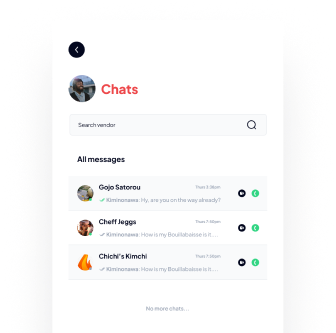 Chats
Search vendor
All messages
Gojo Satorou
Thurs 3:38pm
Kiminonawa: Hy, are you on the way already?
Cheff Jeggs
Thurs 7:38pm
Kiminonawa: How is my Bouillabaisse is it ...
Chichi's Kimchi
Thurs 7:38pm
Kiminonawa: How is my Bouillabaisse is it ...
No more chats...